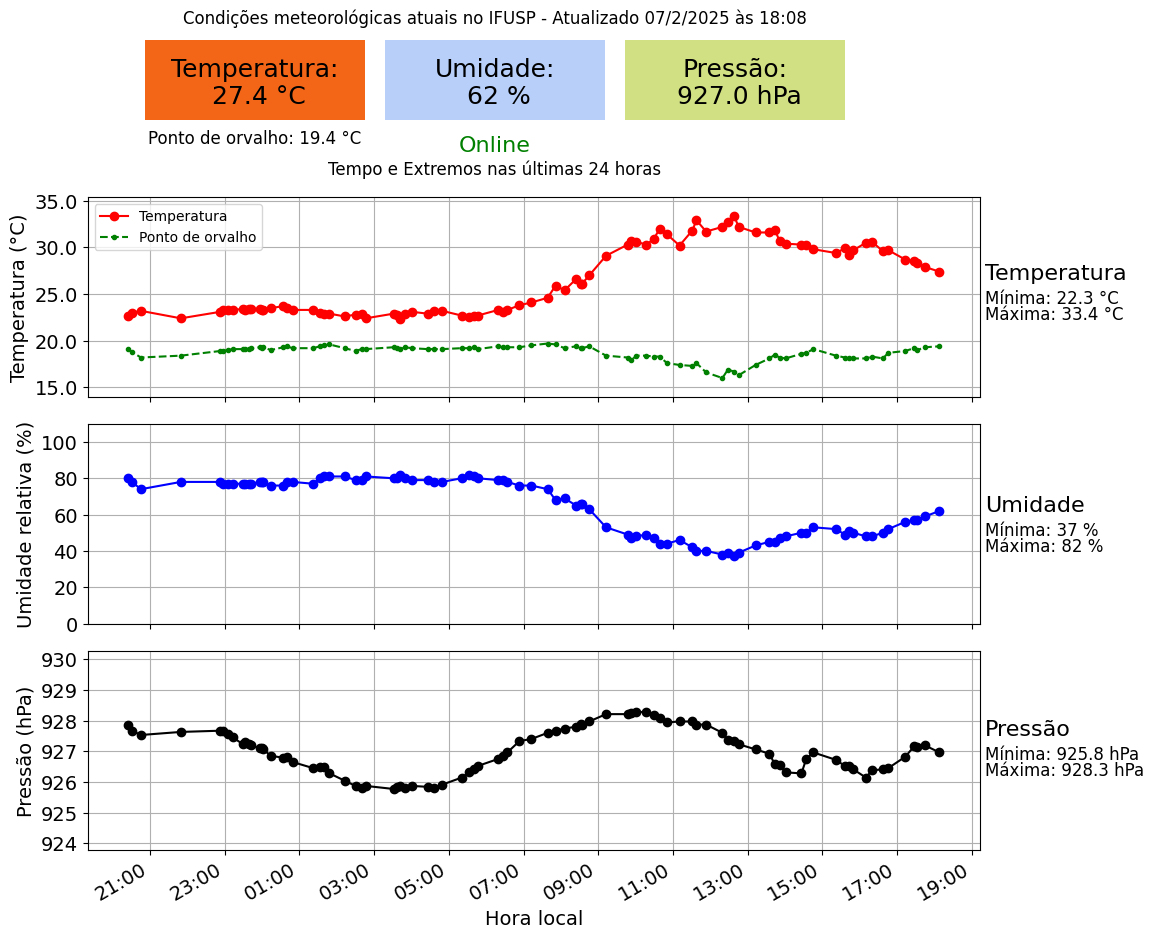 Condições meteorológicas atuais no IFUSP - Atualizado 07/2/2025 às 18:08
Temperatura:
27.4 °C
Umidade:
62 %
Pressão:
927.0 hPa
Ponto de orvalho: 19.4 °C
Online
Tempo e Extremos nas últimas 24 horas
Temperatura (°C)
35.0
30.0
25.0
20.0
15.0
Temperatura
Ponto de orvalho
Temperatura
Mínima: 22.3 °C
Máxima: 33.4 °C
Umidade relativa (%)
100
80
60
40
20
0
Umidade
Mínima: 37 %
Máxima: 82 %
Pressão (hPa)
930
929
928
927
926
925
924
Pressão
Mínima: 925.8 hPa
Máxima: 928.3 hPa
21:00
23:00
01:00
03:00
05:00
07:00
09:00
11:00
13:00
15:00
17:00
19:00
Hora local